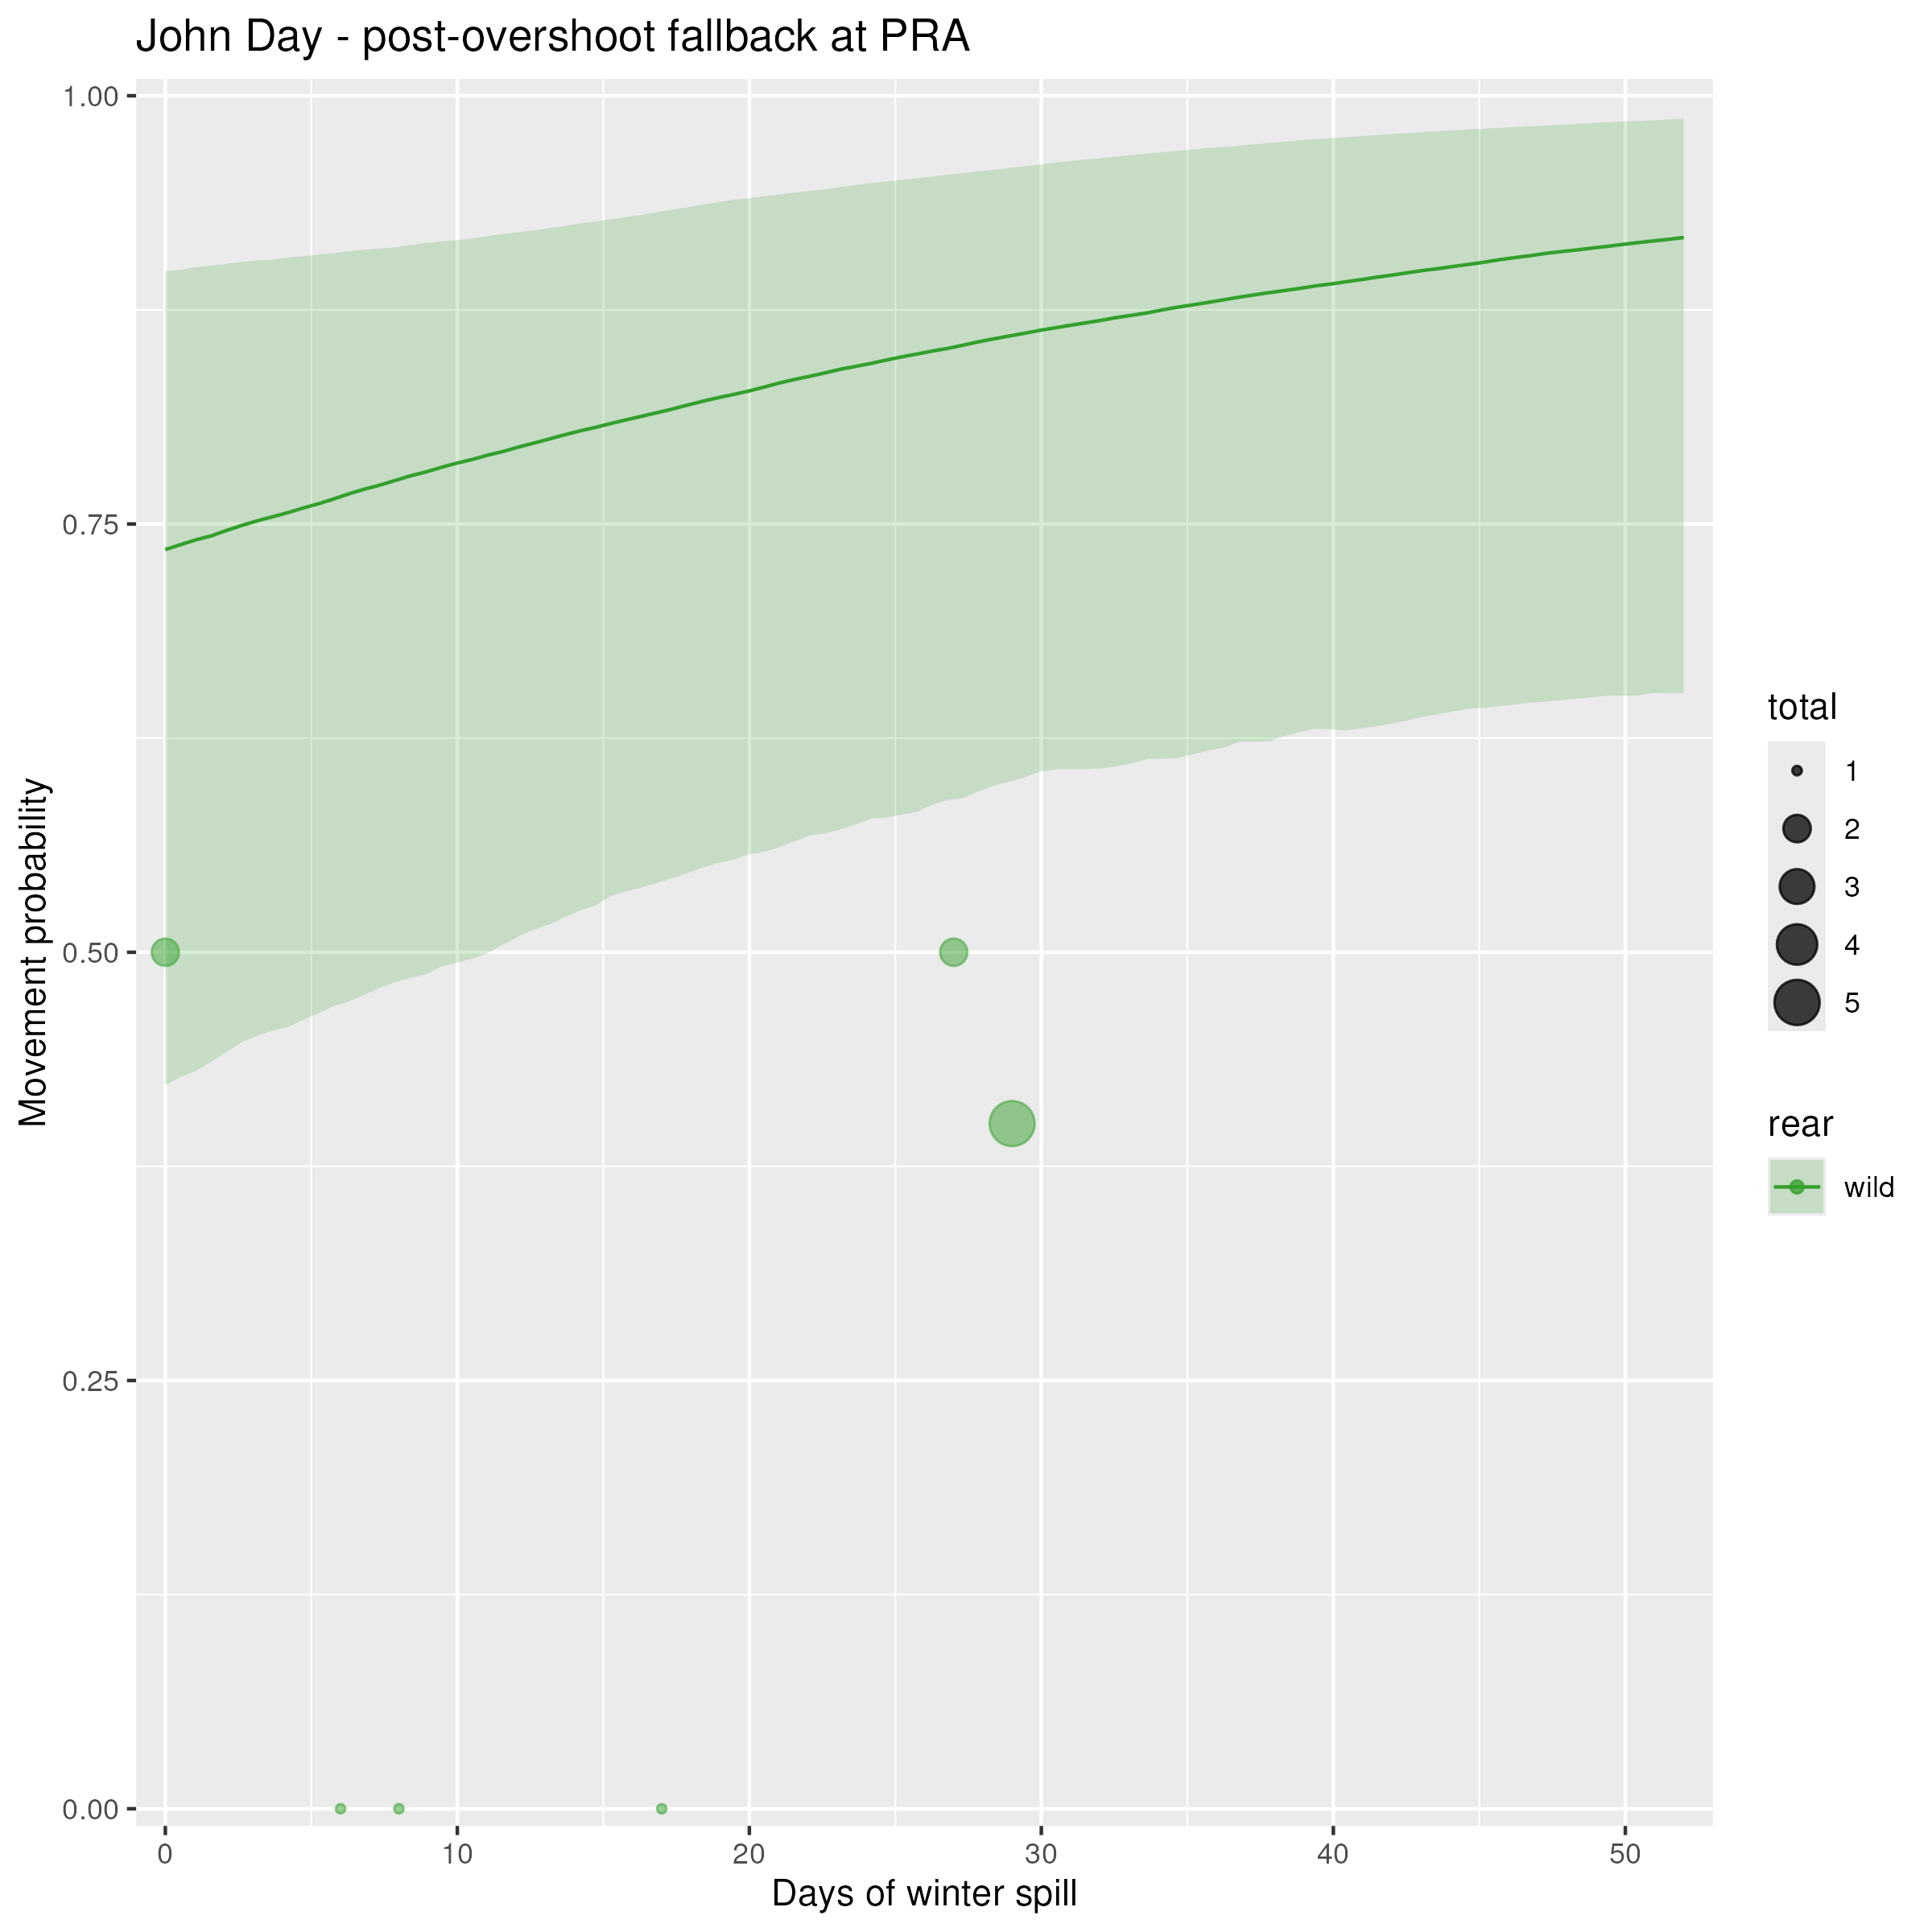 John Day - post-overshoot fallback at PRA
Movement probability
1.00
0.75
0.50
0.25
0.00
0 10 20 30 40 50
Days of winter spill
total
1
2
3
4
5
rear
wild